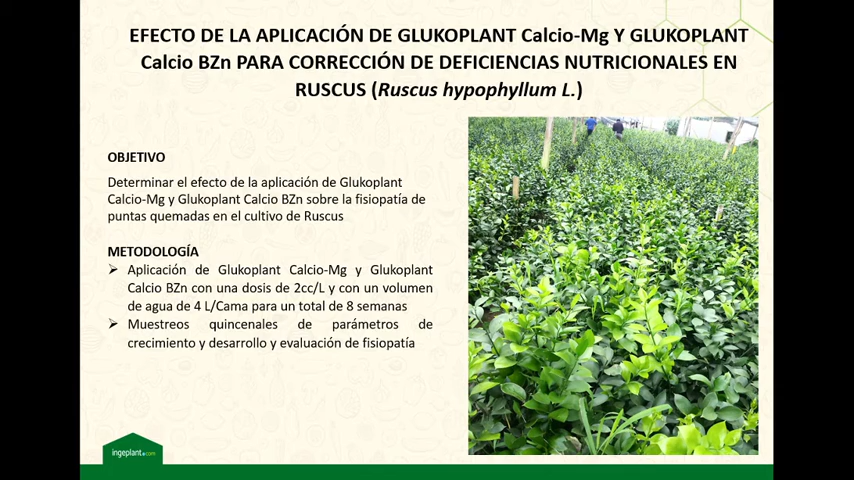 EFECTO DE LA APLICACIÓN DE GLUKOPLANT Calcio-Mg Y GLUKOPLANT
Calcio BZn PARA CORRECCIÓN DE DEFICIENCIAS NUTRICIONALES EN
RUSCUS (Ruscus hypophyllum L.)
OBJETIVO
Determinar el efecto de la aplicación de Glukoplant
Calcio-Mg y Glukoplant Calcio BZn sobre la fisiopatía de
puntas quemadas en el cultivo de Ruscus
METODOLOGÍA
➢ Aplicación de Glukoplant Calcio-Mg y Glukoplant
Calcio BZn con una dosis de 2cc/L y con un volumen
de agua de 4 L/Cama para un total de 8 semanas
➢ Muestreos quincenales de parámetros de
crecimiento y desarrollo y evaluación de fisiopatía
ingeplant.com